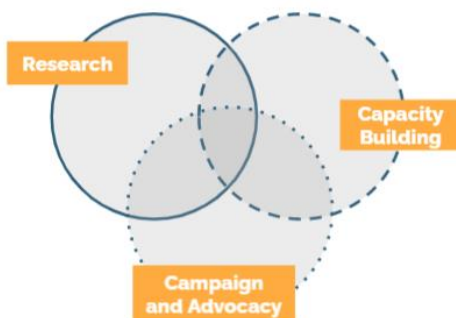 Research
Capacity
Building
Campaign
and Advocacy